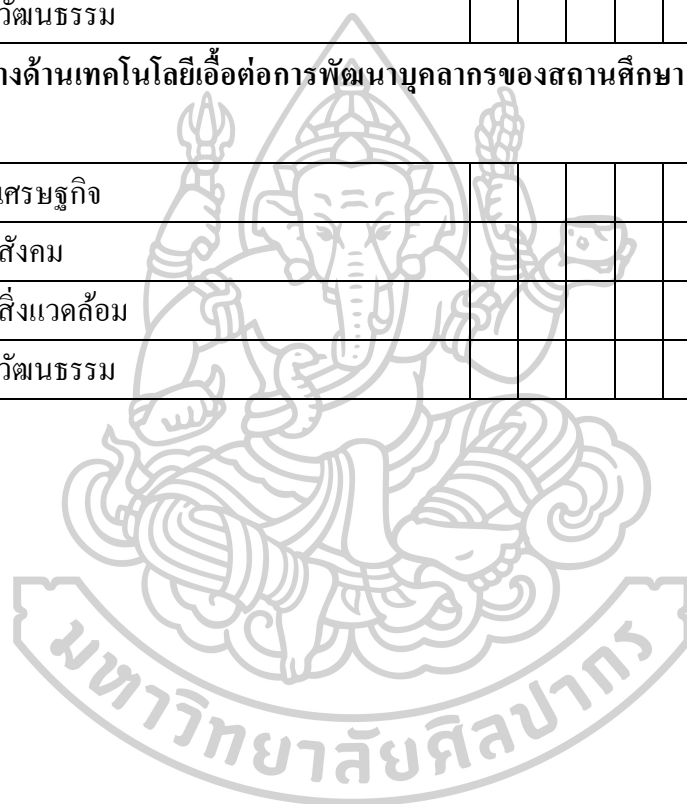 วัฒนธรรม
างด้านเทคโนโลยีเอื้อต่อการพัฒนาบุคลากรของสถานศึกษา
เศรษฐกิจ
สังคม
สิ่งแวดล้อม
วัฒนธรรม
มหาวิทยาลัยศิลปากร